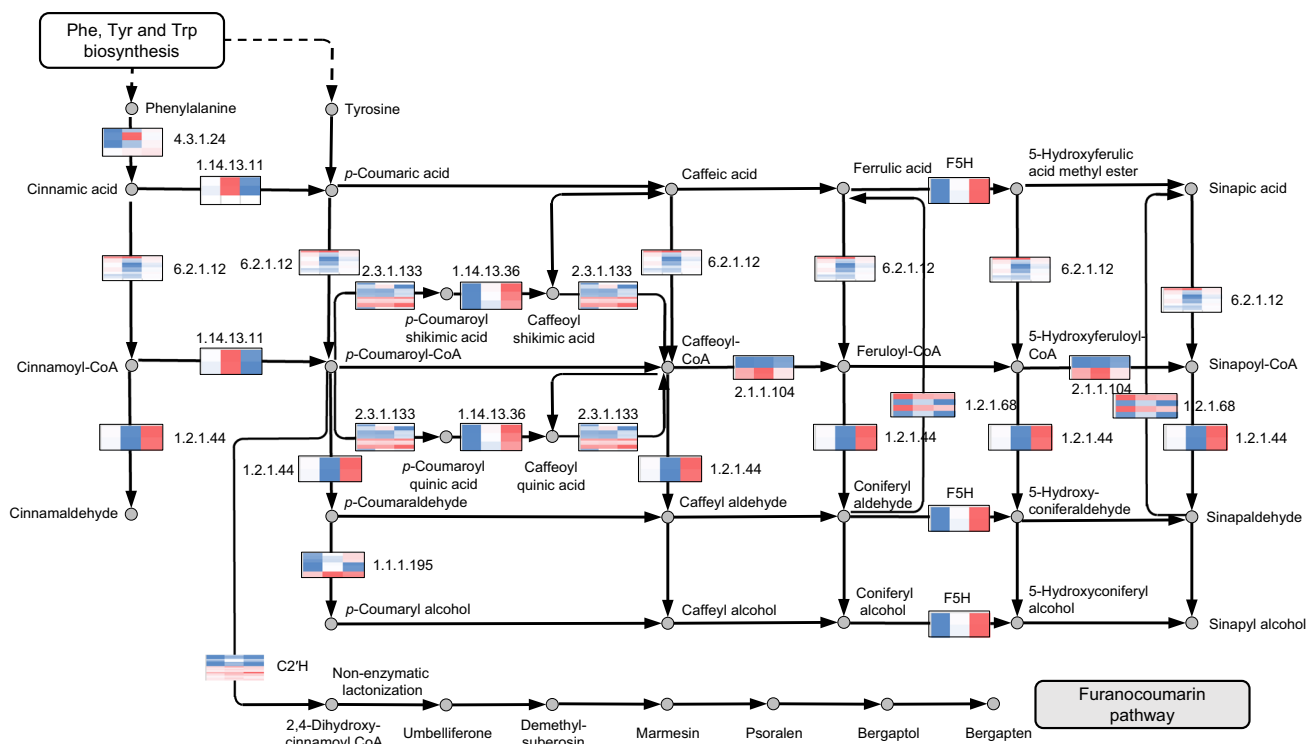 Phe, Tyr and Trp
biosynthesis
Phenylalanine
Tyrosine
4.3.1.24
1.14.13.11
Cinnamic acid
p-Coumaric acid
Caffeic acid
Ferrulic acid
F5H
5-Hydroxyferulic
acid methyl ester
Sinapic acid
6.2.1.12
6.2.1.12
6.2.1.12
6.2.1.12
6.2.1.12
6.2.1.12
2.3.1.133
1.14.13.36
2.3.1.133
p-Coumaroyl
shikimic acid
Caffeoyl
shikimic acid
1.14.13.11
Cinnamoyl-CoA
p-Coumaroyl-CoA
Caffeoyl-
CoA
2.1.1.104
Feruloyl-CoA
5-Hydroxyferuloyl-
CoA
2.1.1.104
Sinapoyl-CoA
1.2.1.68
1.2.1.68
2.3.1.133
1.14.13.36
2.3.1.133
1.2.1.44
1.2.1.44
1.2.1.44
1.2.1.44
1.2.1.44
1.2.1.44
p-Coumaroyl
quinic acid
Caffeoyl
quinic acid
Cinnamaldehyde
p-Coumaraldehyde
Caffeyl aldehyde
Coniferyl
aldehyde
F5H
5-Hydroxy-
coniferaldehyde
Sinapaldehyde
1.1.1.195
p-Coumaryl alcohol
Caffeyl alcohol
Coniferyl
alcohol
F5H
5-Hydroxyconiferyl
alcohol
Sinapyl alcohol
C2′H
Non-enzymatic
lactonization
2,4-Dihydroxy-
cinnamoyl CoA
Umbelliferone
Demethyl-
suberosin
Marmesin
Psoralen
Bergaptol
Bergapten
Furanocoumarin
pathway